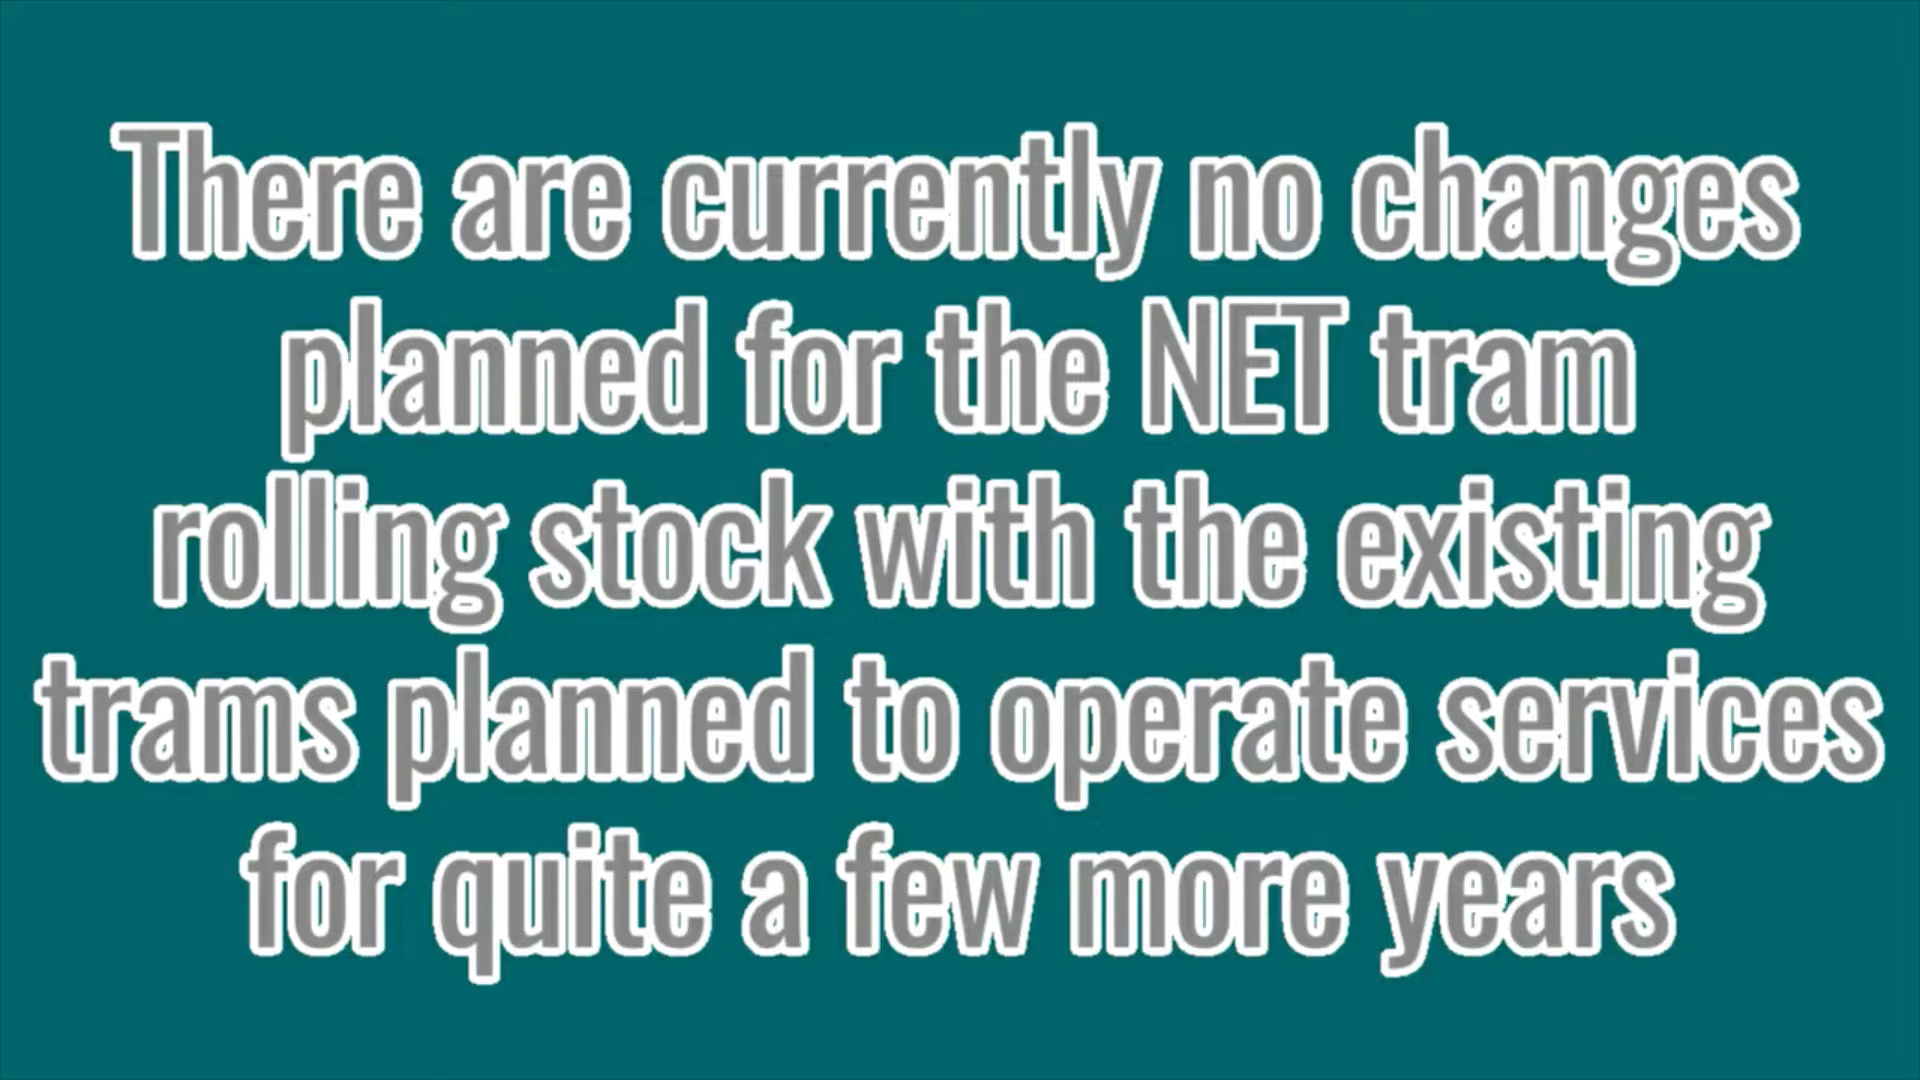 There are currently no changes
planned for the NET tram
rolling stock with the existing
trams planned to operate services
for quite a few more years